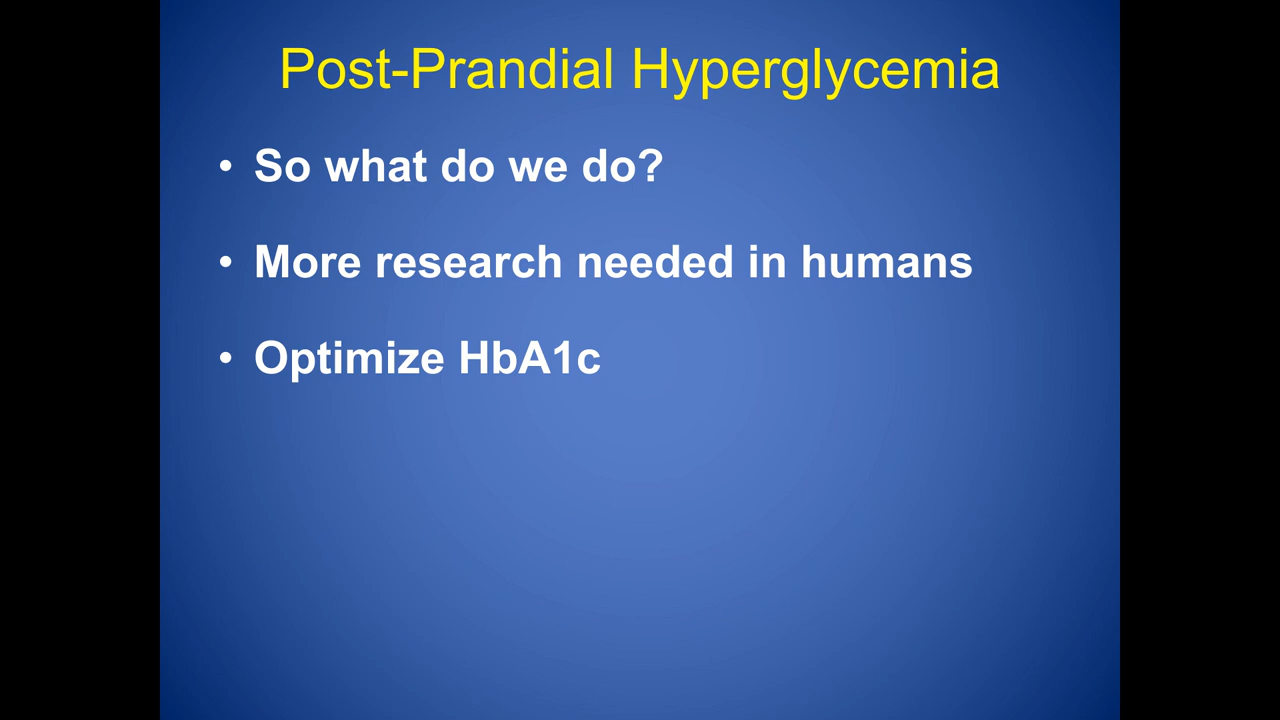 Post-Prandial Hyperglycemia
• So what do we do?
• More research needed in humans
• Optimize HbA1c